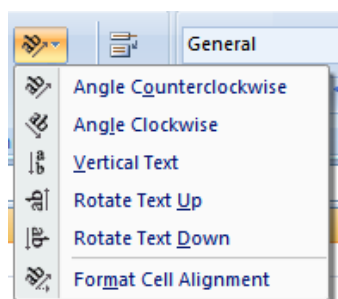 General
Angle Counterclockwise
Angle Clockwise
Vertical Text
Rotate Text Up
Rotate Text Down
Format Cell Alignment